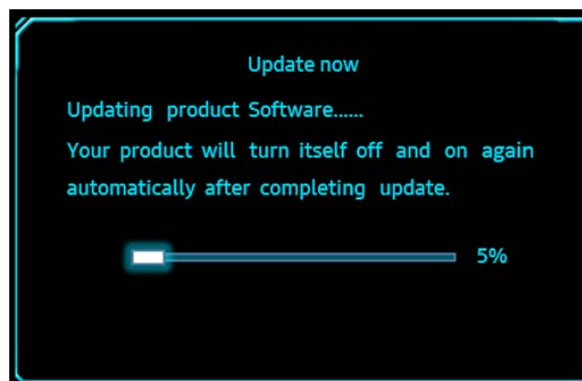 Update now
Updating product Software......
Your product will turn itself off and on again
automatically after completing update.
5%